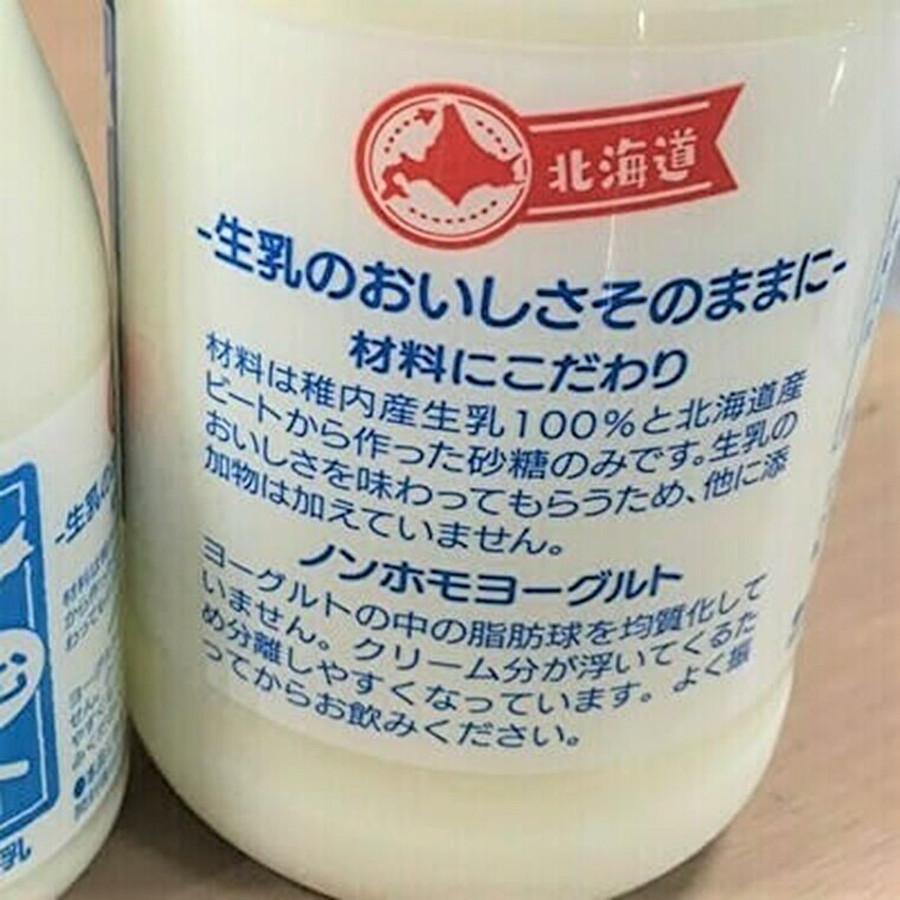 北海道
-生乳のおいしさそのままに-
材料にこだわり
材料は稚内産生乳100%と北海道産
ビートから作った砂糖のみです。生乳の
おいしさを味わってもらうため、他に添
加物は加えていません。
ノンホモヨーグルト
ヨーグルトの中の脂肪球を均質化して
いません。クリーム分が浮いてくるた
め分離しやすくなっています。よく振
ってからお飲みください。
-生乳の
乳